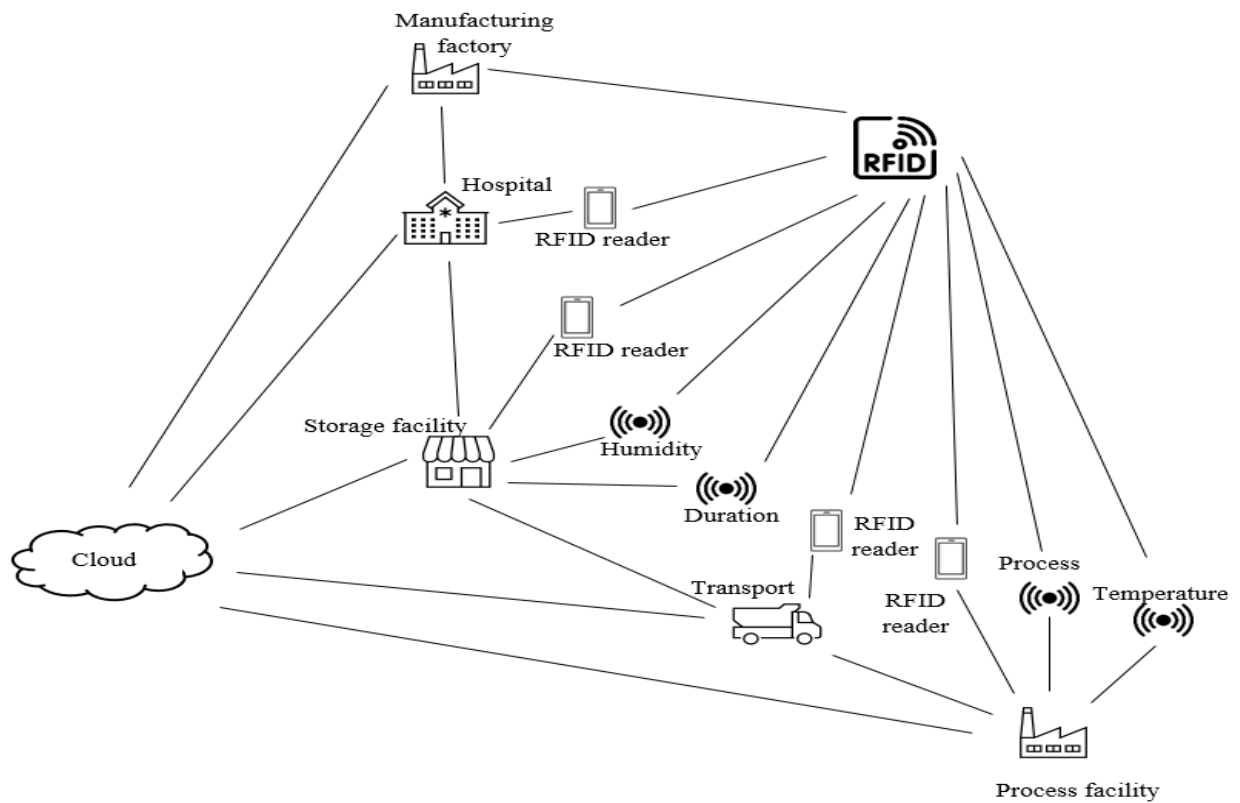 Manufacturing
factory
RFID
Hospital
RFID reader
RFID reader
Storage facility
Humidity
Duration
RFID
reader
Cloud
Process
Transport
Temperature
RFID
reader
Process facility